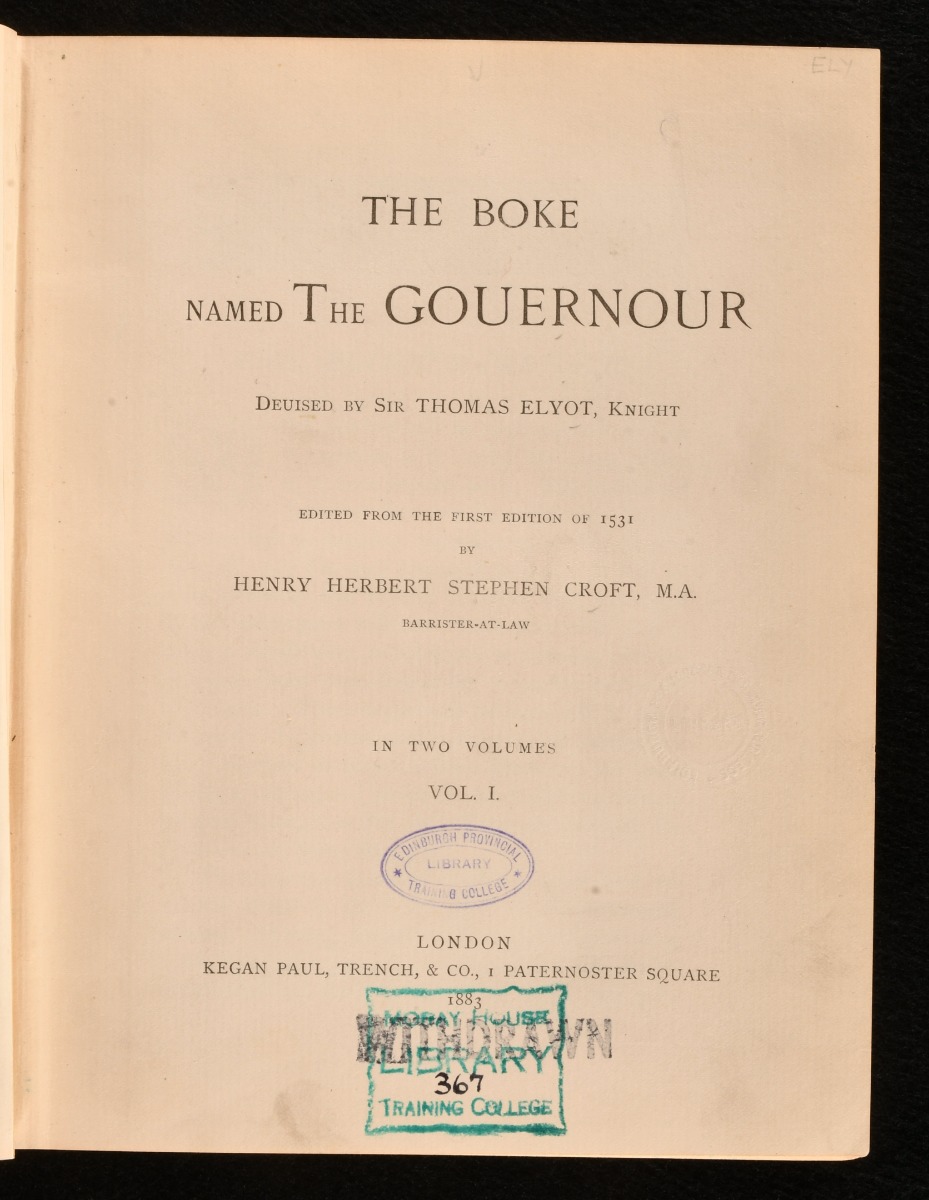 ELY
THE BOKE
NAMED THE GOUERNOUR
DEUISED BY SIR THOMAS ELYOT, KNIGHT
EDITED FROM THE FIRST EDITION OF 1531
BY
HENRY HERBERT STEPHEN CROFT, M.A.
BARRISTER-AT-LAW
IN TWO VOLUMES
VOL. I.
EDINBURGH PROVINCIAL
LIBRARY
TRAINING COLLEGE
LONDON
KEGAN PAUL, TRENCH, & CO., 1 PATERNOSTER SQUARE
1883
MORAY HOUSE
WITHDRAWN
LIBRARY
367
TRAINING COLLEGE